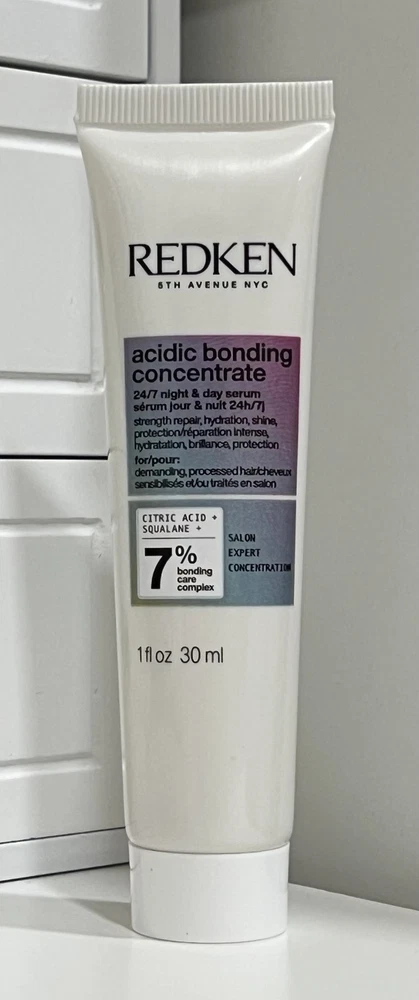 REDKEN
5TH AVENUE NYC
acidic bonding
concentrate
24/7 night & day serum
sérum jour & nuit 24h/7j
strength repair, hydration, shine,
protection/réparation intense,
hydratation, brillance, protection
for/pour:
demanding, processed hair/cheveux
sensibilisés et/ou traités en salon
CITRIC ACID +
SQUALANE +
7%
bonding
care
complex
SALON
EXPERT
CONCENTRATION
1 fl oz 30 ml